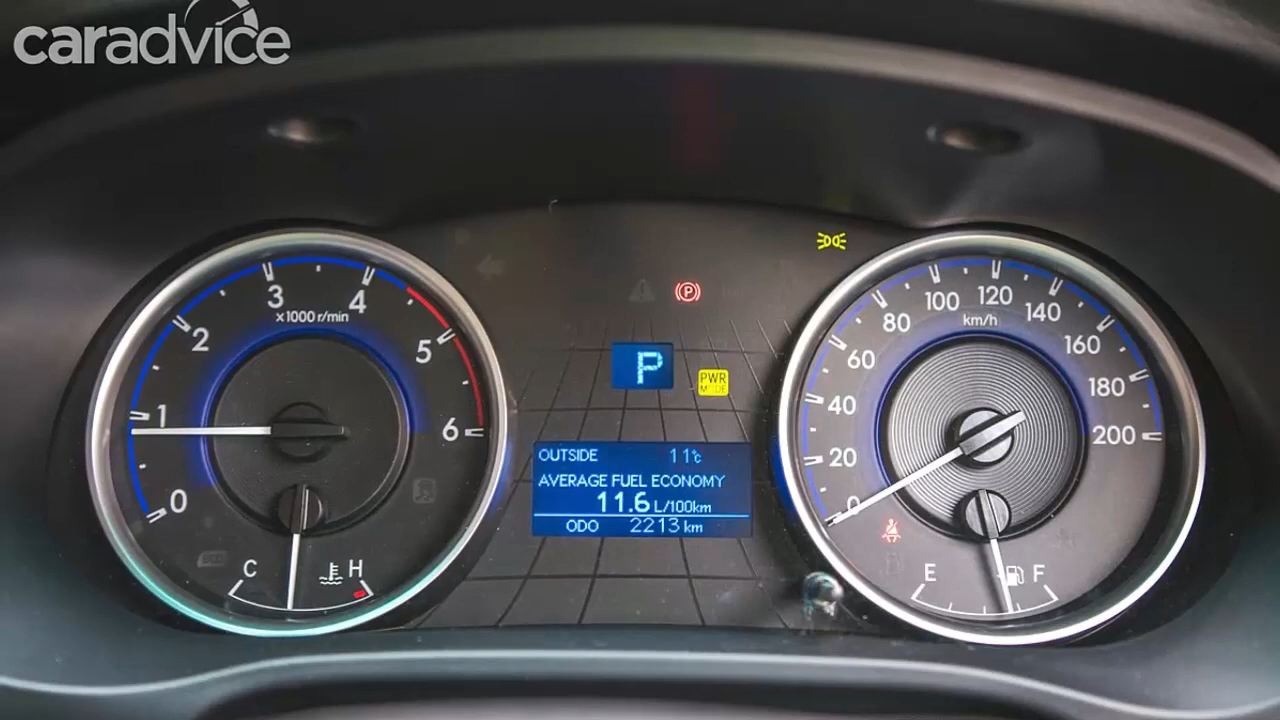 caradvice
0
1
2
3
4
5
6
x1000 r/min
C
H
P
P
PWR
MODE
OUTSIDE 11°c
AVERAGE FUEL ECONOMY
11.6 L/100km
ODO 2213 km
0
20
40
60
80
100
120
140
160
180
200
km/h
E
F